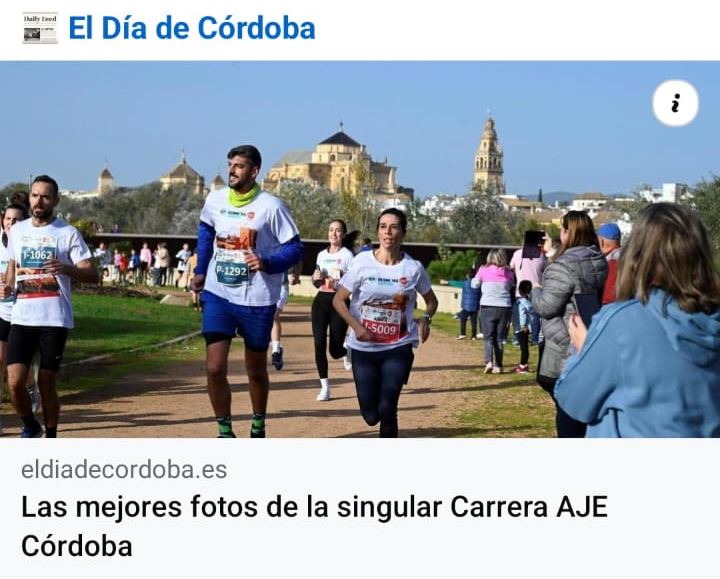 Daily Feed
El Día de Córdoba
i
T-1062
P-1292
J-5009
eldiadecordoba.es
Las mejores fotos de la singular Carrera AJE
Córdoba